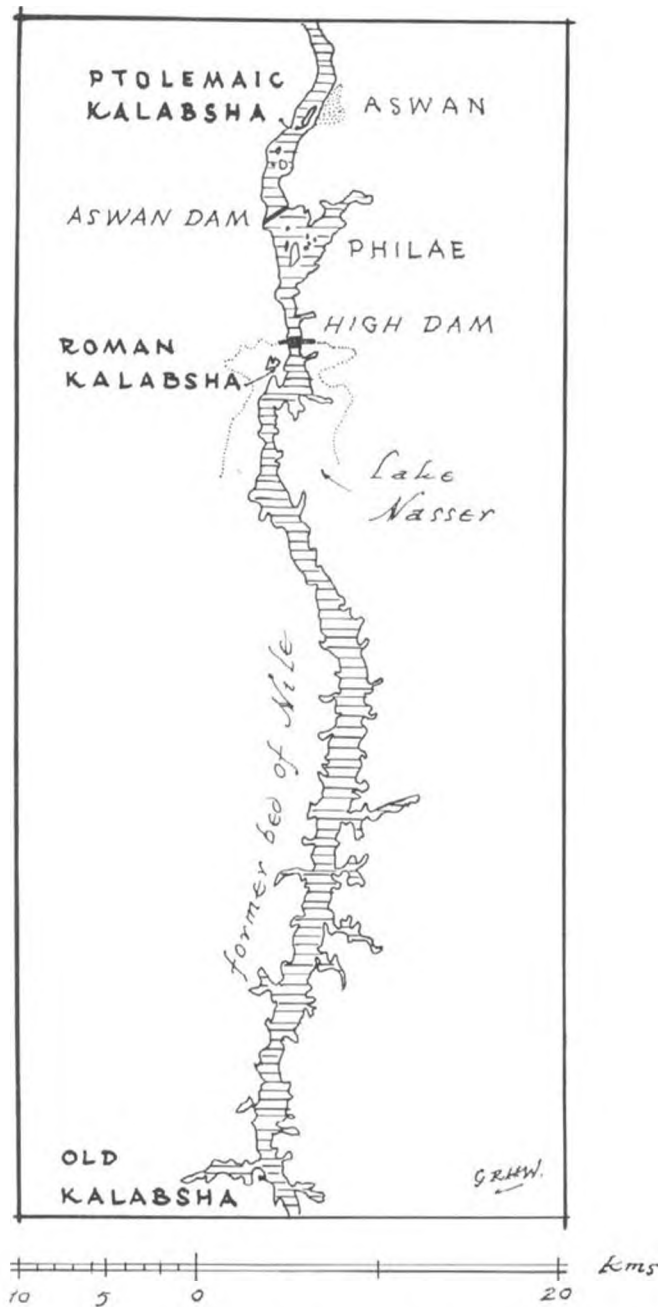 PTOLEMAIC
KALABSHA
ASWAN
ASWAN DAM
PHILAE
HIGH DAM
ROMAN
KALABSHA
Lake
Nasser
former bed of Nile
OLD
KALABSHA
G.R.H.W.
Kms
10 5 0 20